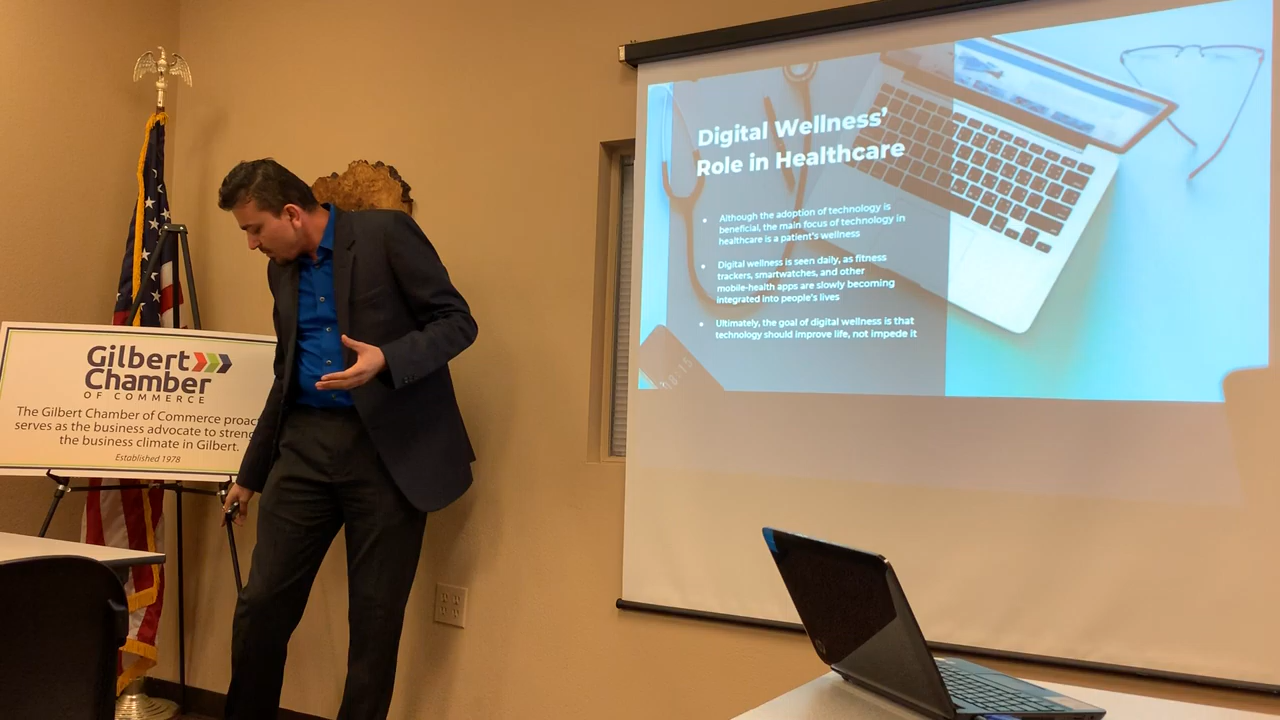 Gilbert
Chamber
OF COMMERCE
The Gilbert Chamber of Commerce
serves as the business advocate to
the business climate in Gilbert.
Established 1978
Digital Wellness'
Role in Healthcare
• Although the adoption of technology is
beneficial, the main focus of technology in
healthcare is a patient's wellness
• Digital wellness is seen daily, as fitness
trackers, smartwatches, and other
mobile-health apps are slowly becoming
integrated into people's lives
• Ultimately, the goal of digital wellness is that
technology should improve life, not impede it